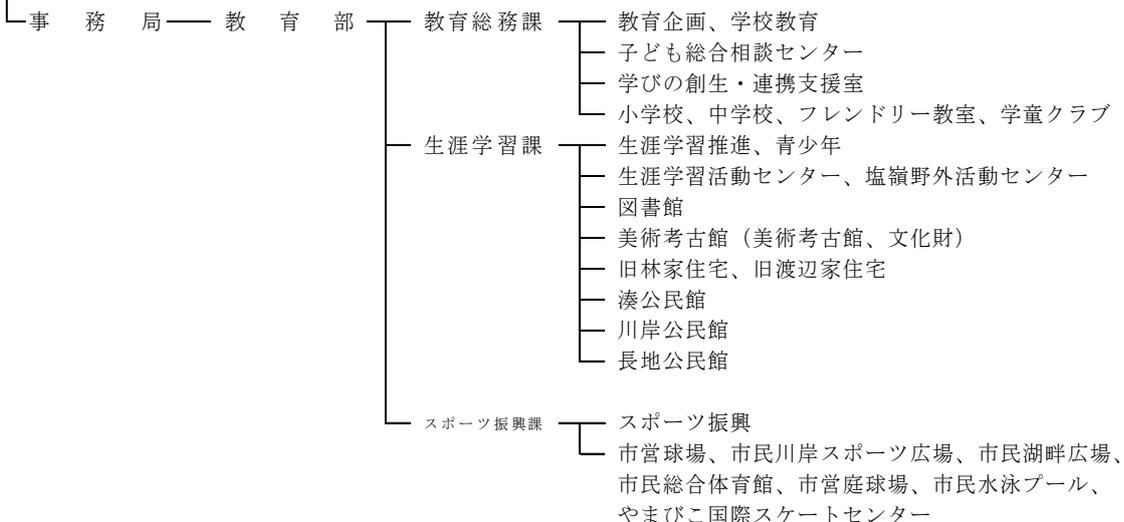 事務局 教育部 教育総務課 教育企画、学校教育
子ども総合相談センター
学びの創生・連携支援室
小学校、中学校、フレンドリー教室、学童クラブ
生涯学習課 生涯学習推進、青少年
生涯学習活動センター、塩嶺野外活動センター
図書館
美術考古館（美術考古館、文化財）
旧林家住宅、旧渡辺家住宅
湊公民館
川岸公民館
長地公民館
スポーツ振興課 スポーツ振興
市営球場、市民川岸スポーツ広場、市民湖畔広場、
市民総合体育館、市営庭球場、市民水泳プール、
やまびこ国際スケートセンター